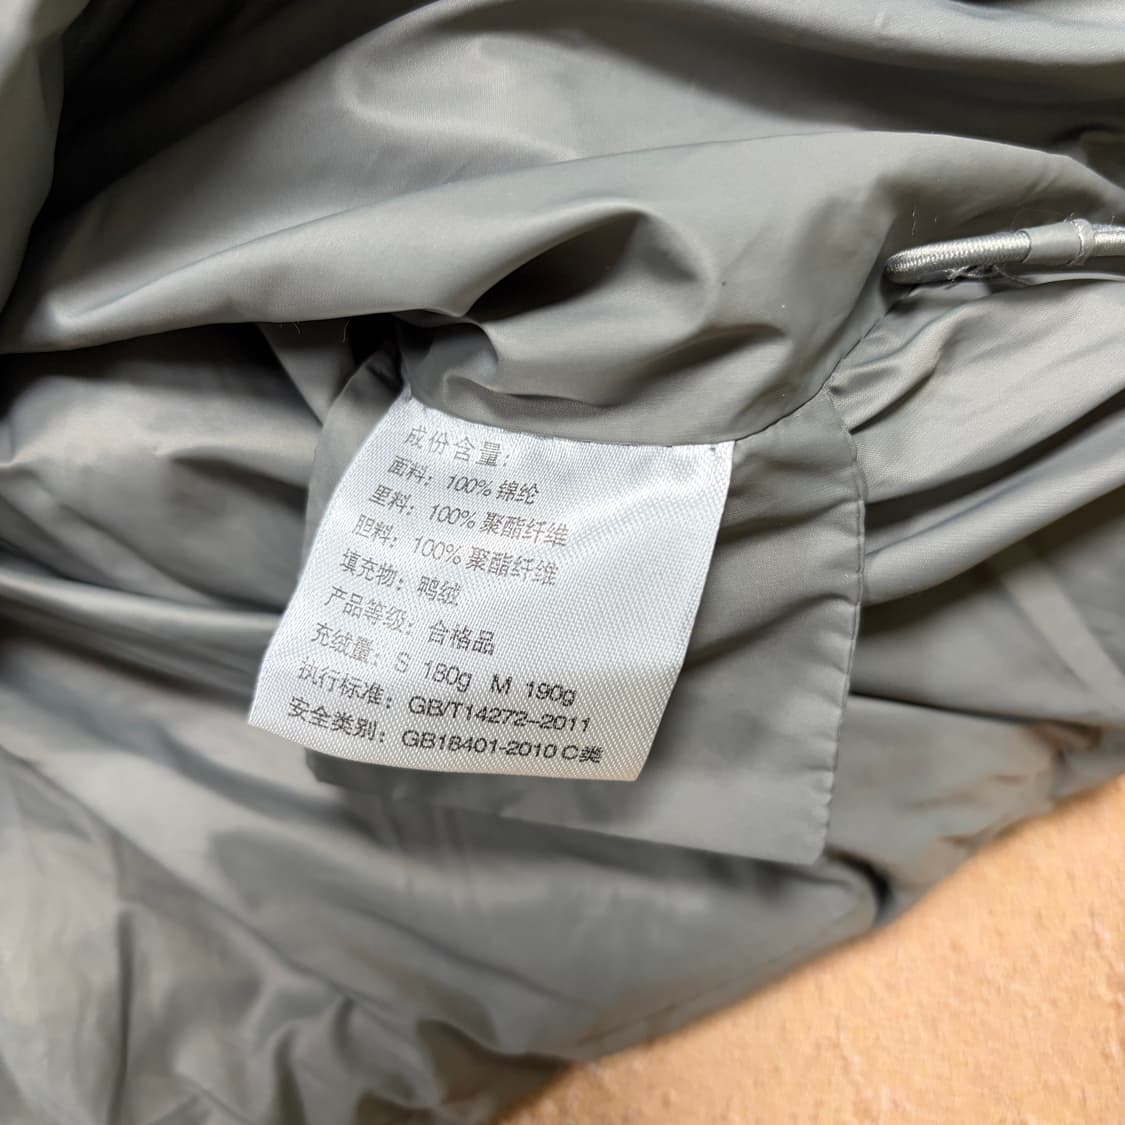 成份含量:
面料: 100% 锦纶
里料: 100% 聚酯纤维
胆料: 100% 聚酯纤维
填充物: 鸭绒
产品等级: 合格品
充绒量: S 180g M 190g
执行标准: GB/T14272-2011
安全类别: GB18401-2010 C类